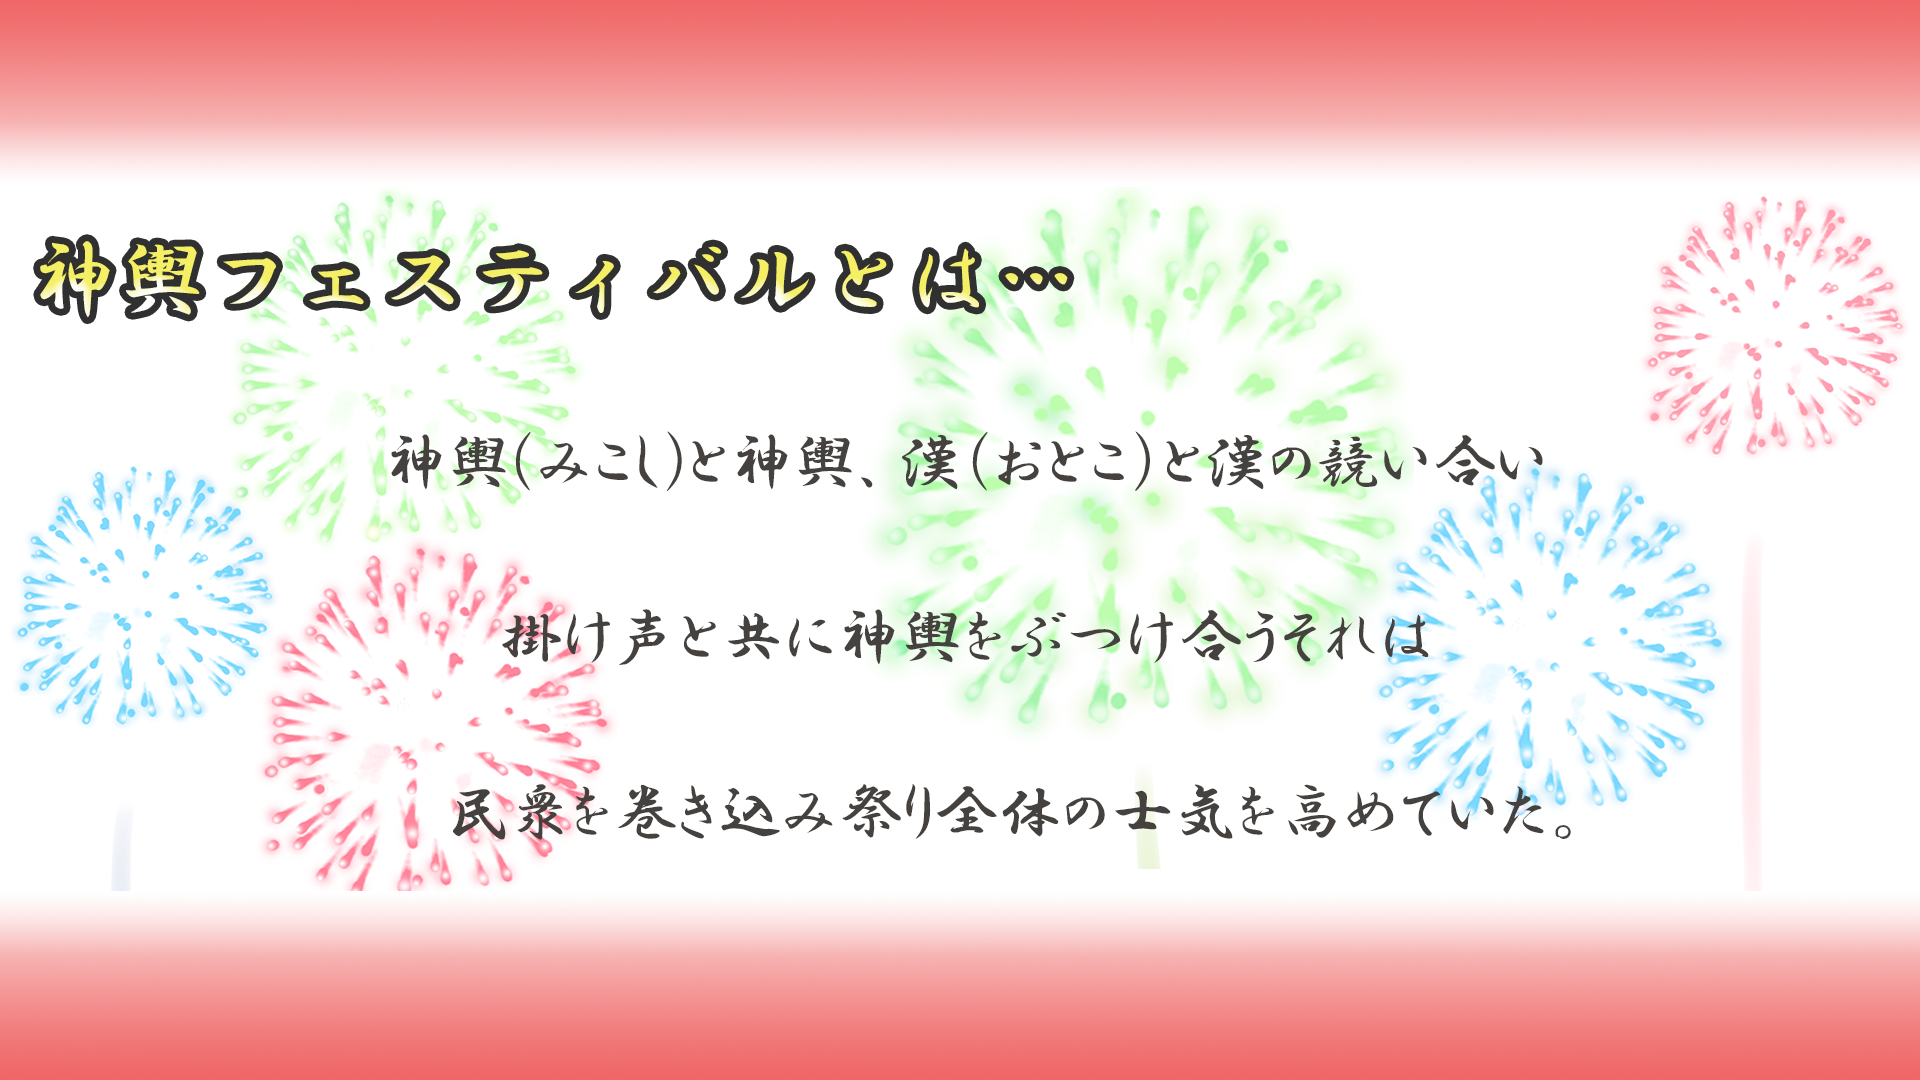 神輿フェスティバルとは…
神輿(みこし)と神輿、漢(おとこ)と漢の競い合い
掛け声と共に神輿をぶつけ合うそれは
民衆を巻き込み祭り全体の士気を高めていた。